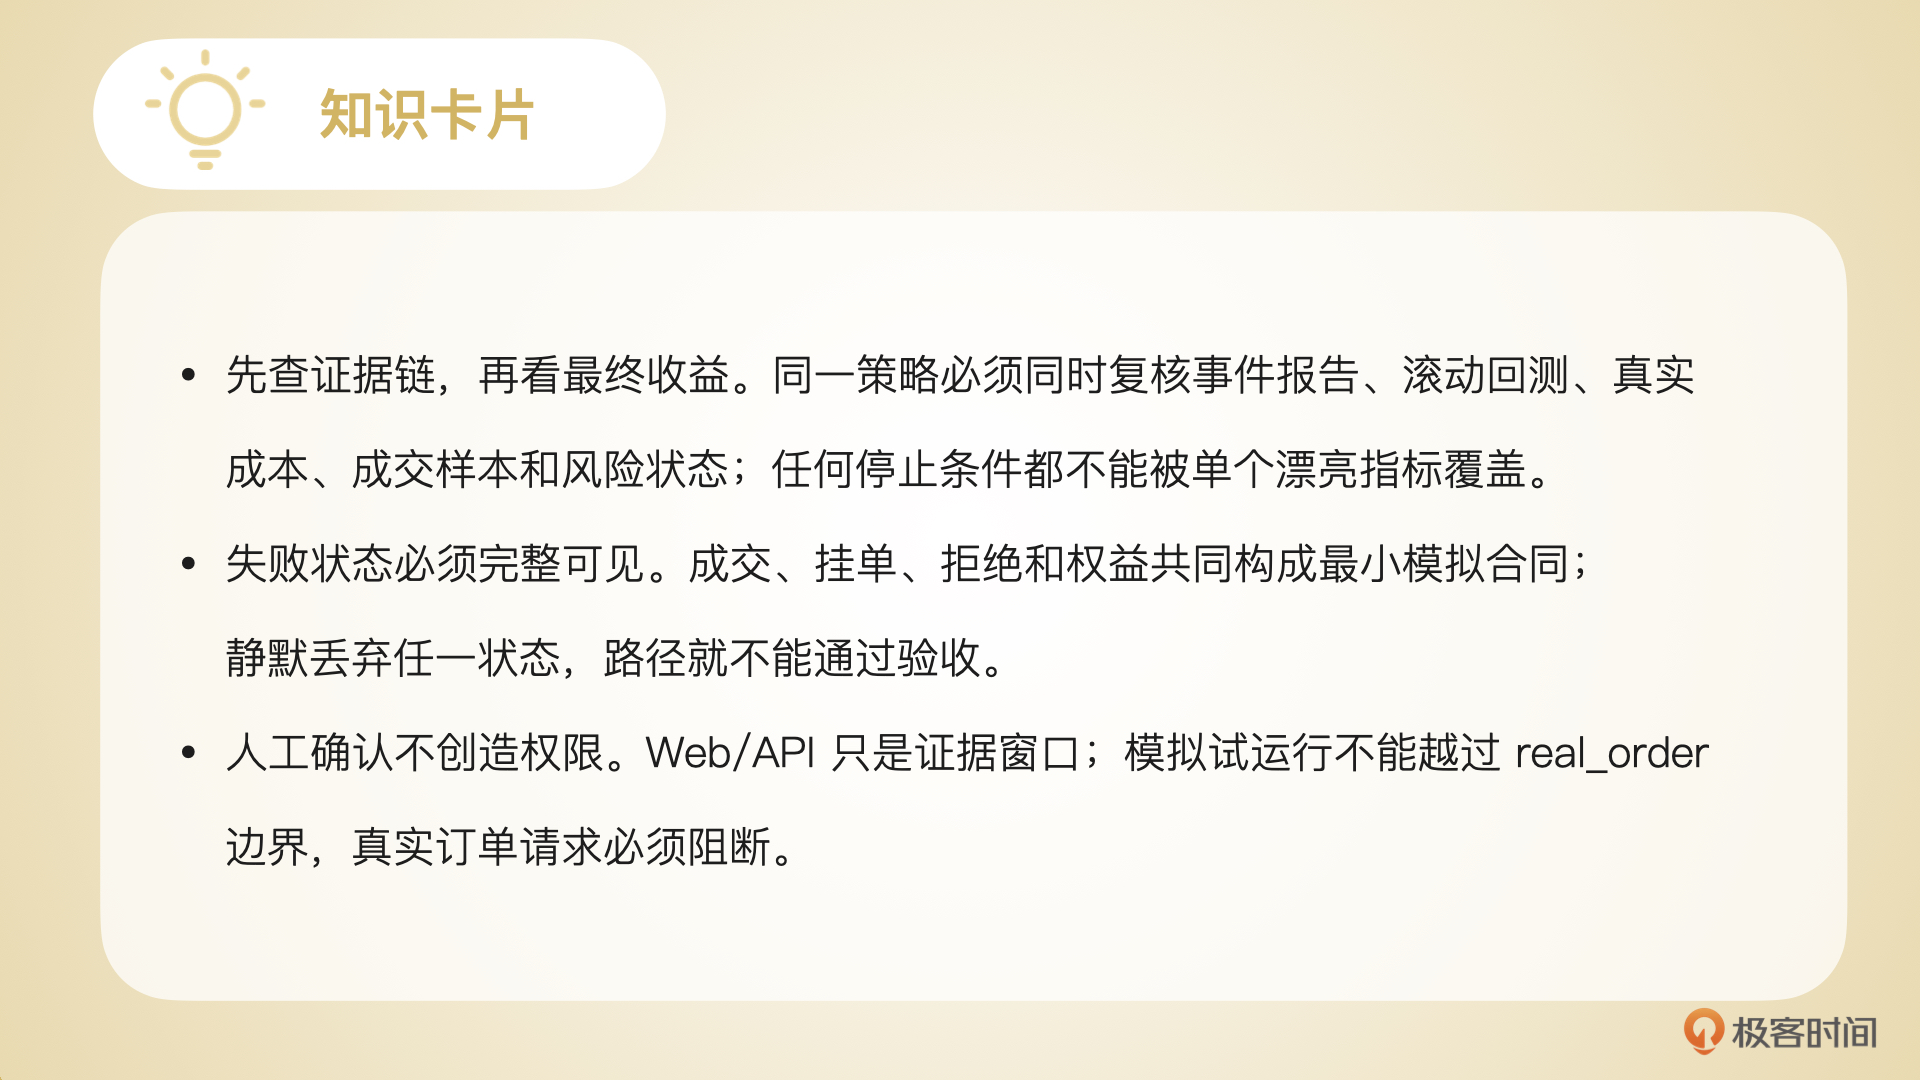 知识卡片
• 先查证据链，再看最终收益。同一策略必须同时复核事件报告、滚动回测、真实
成本、成交样本和风险状态；任何停止条件都不能被单个漂亮指标覆盖。
• 失败状态必须完整可见。成交、挂单、拒绝和权益共同构成最小模拟合同；
静默丢弃任一状态，路径就不能通过验收。
• 人工确认不创造权限。Web/API 只是证据窗口；模拟试运行不能越过 real_order
边界，真实订单请求必须阻断。
极客时间